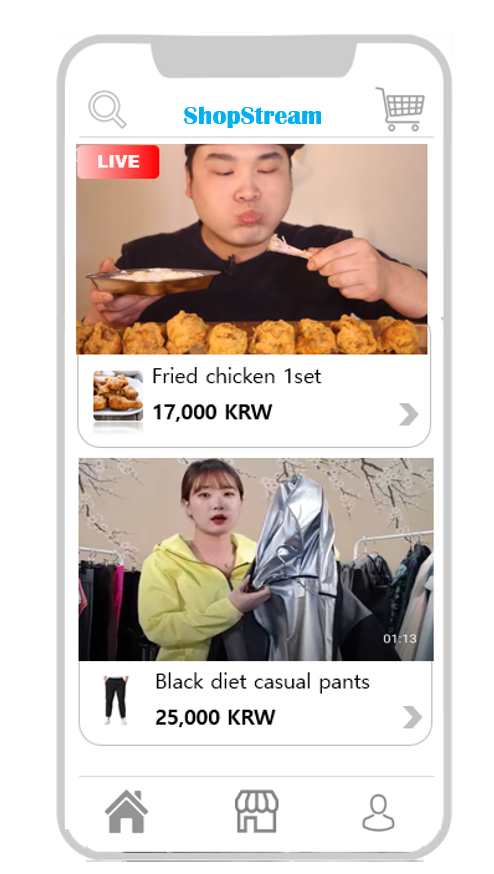 ShopStream
LIVE
Fried chicken 1set
17,000 KRW
01:13
Black diet casual pants
25,000 KRW